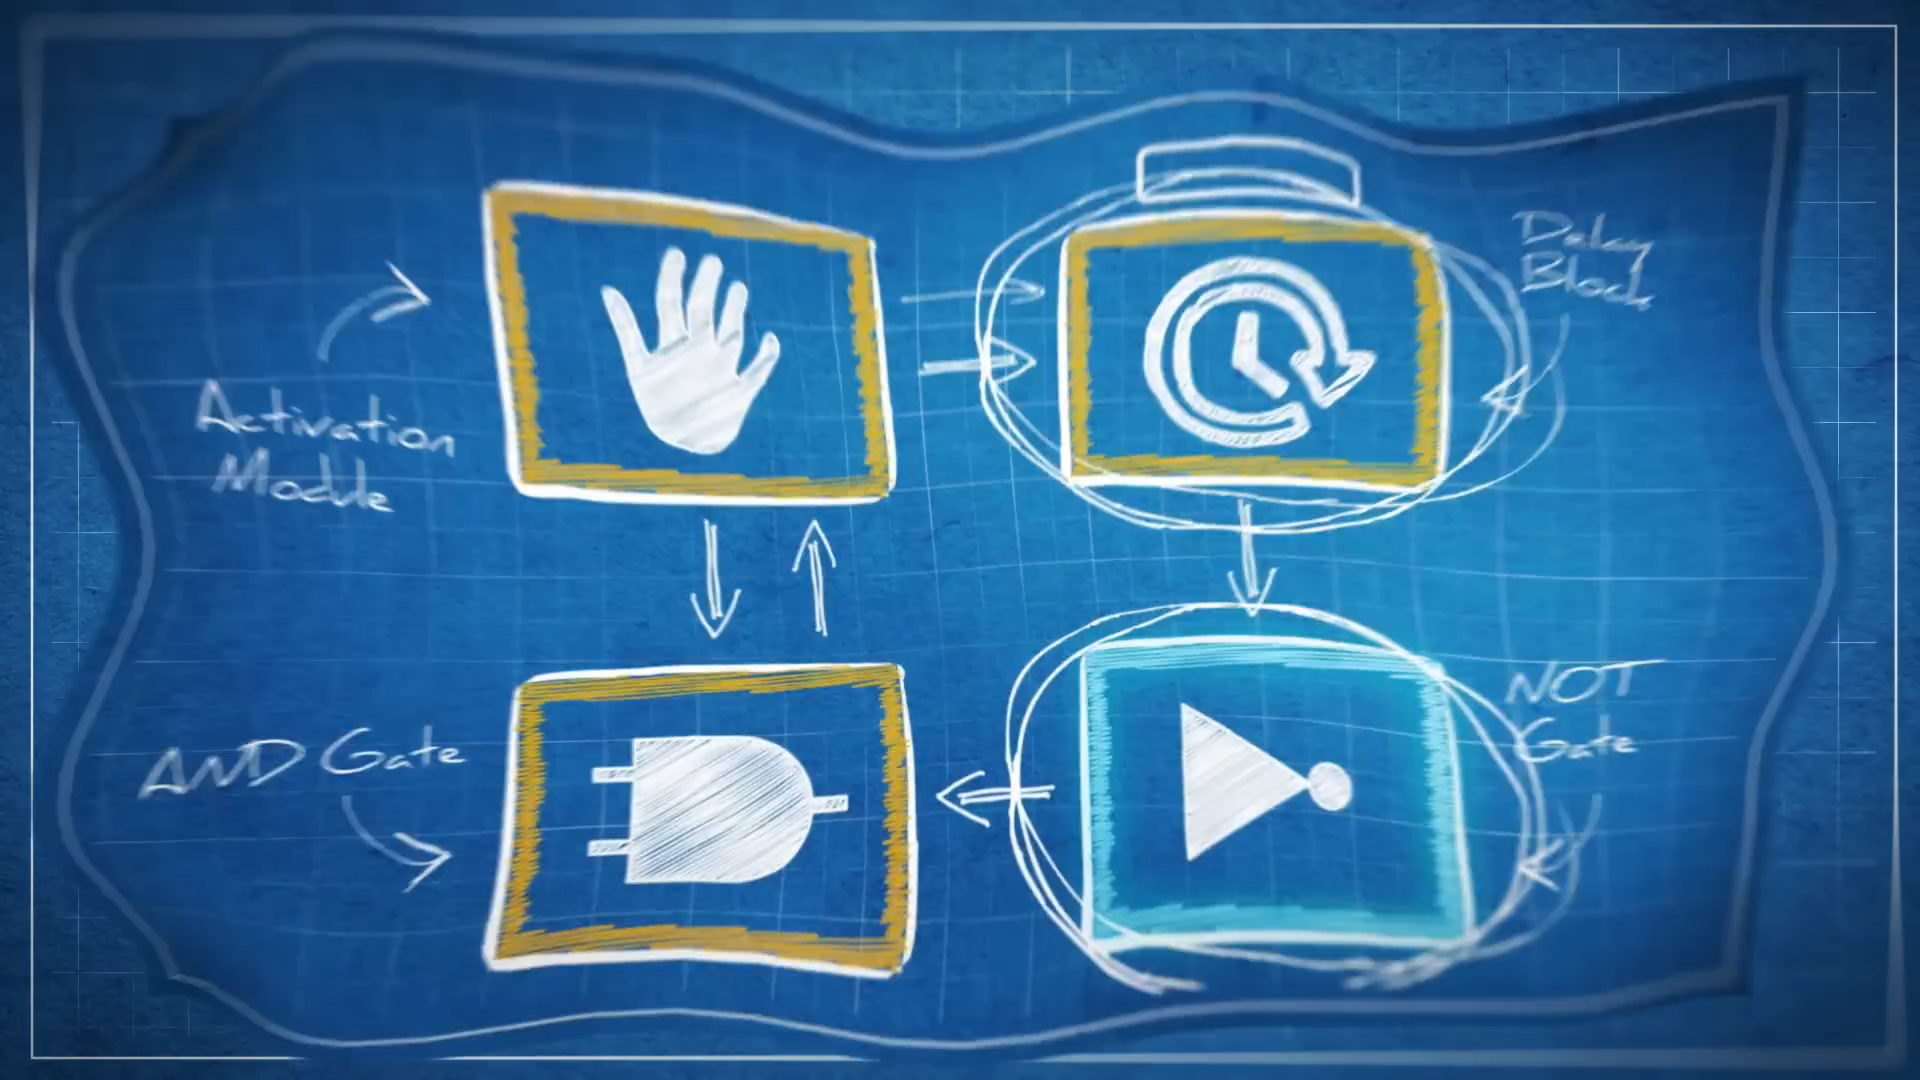 Delay
Block
Activation
Module
NOT
Gate
AND Gate